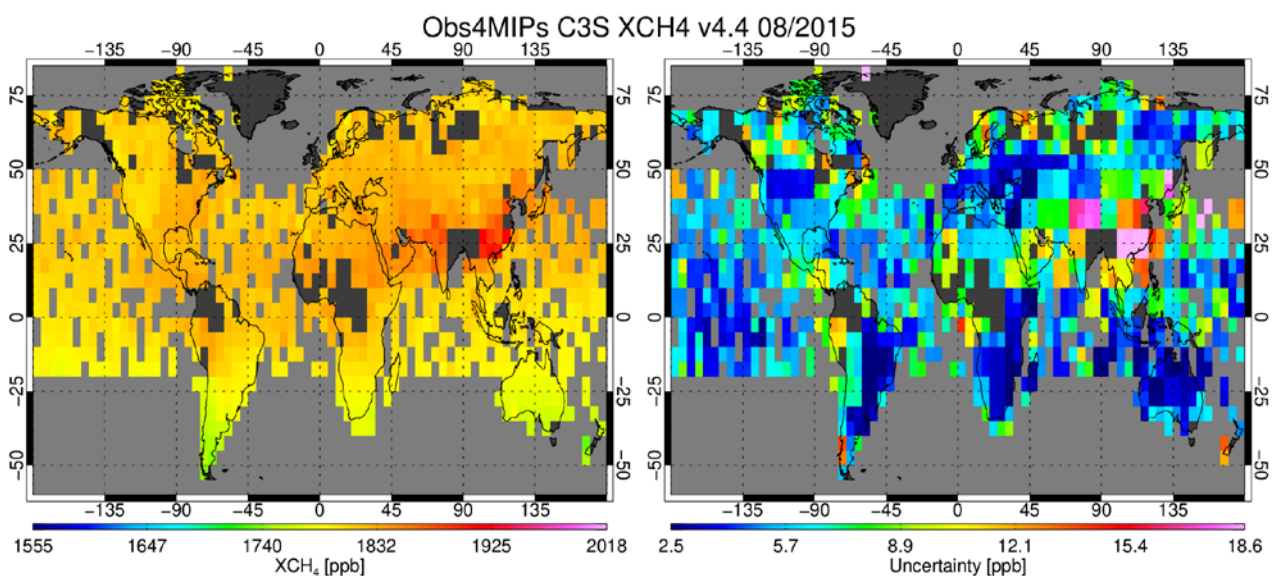 Obs4MIPs C3S XCH4 v4.4 08/2015
−135 −90 −45 0 45 90 135 −135 −90 −45 0 45 90 135
75 75 75 75
50 50 50 50
25 25 25 25
0 0 0 0
−25 −25 −25 −25
−50 −50 −50 −50
−135 −90 −45 0 45 90 135 −135 −90 −45 0 45 90 135
1555 1647 1740 1832 1925 2018 2.5 5.7 8.9 12.1 15.4 18.6
XCH₄ [ppb] Uncertainty [ppb]